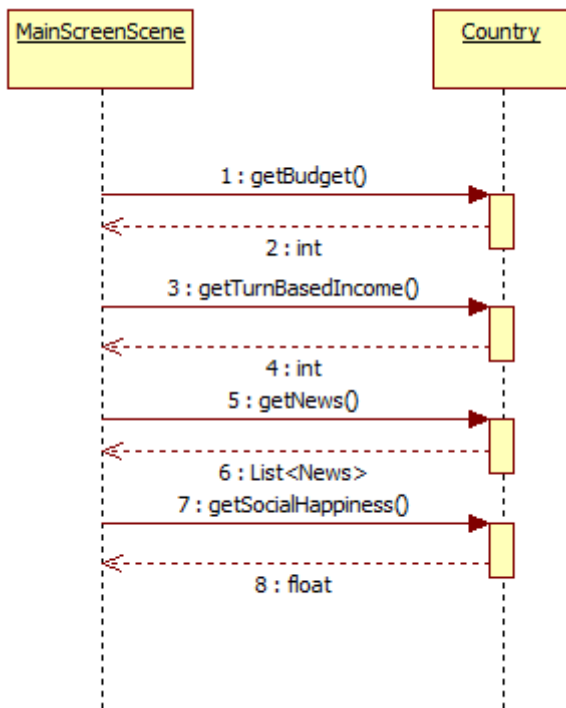 MainScreenScene
Country
1 : getBudget()
2 : int
3 : getTurnBasedIncome()
4 : int
5 : getNews()
6 : List<News>
7 : getSocialHappiness()
8 : float